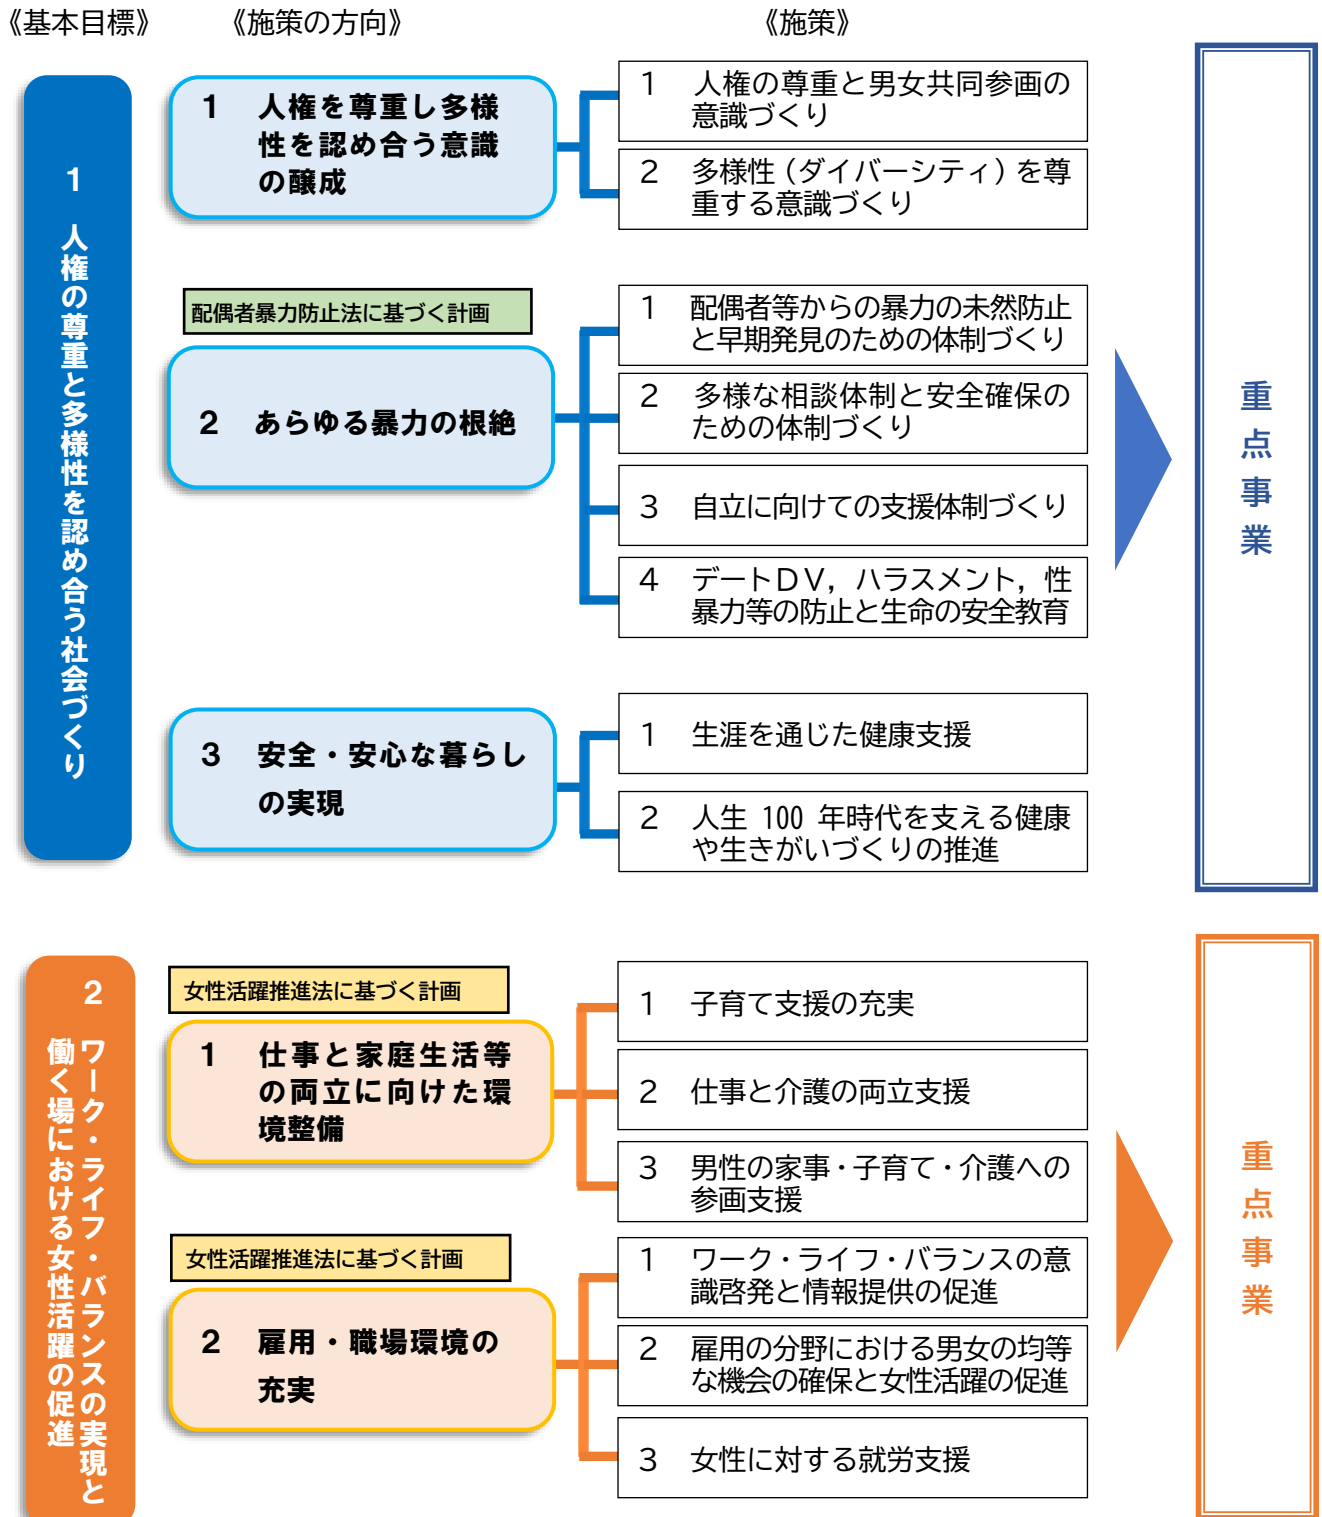 《基本目標》
《施策の方向》
《施策》
1 人権の尊重と多様性を認め合う社会づくり
1 人権を尊重し多様
性を認め合う意識
の醸成
1 人権の尊重と男女共同参画の
意識づくり
2 多様性（ダイバーシティ）を尊
重する意識づくり
配偶者暴力防止法に基づく計画
2 あらゆる暴力の根絶
1 配偶者等からの暴力の未然防止
と早期発見のための体制づくり
2 多様な相談体制と安全確保の
ための体制づくり
3 自立に向けての支援体制づくり
4 デートＤＶ，ハラスメント，性
暴力等の防止と生命の安全教育
3 安全・安心な暮らし
の実現
1 生涯を通じた健康支援
2 人生 100 年時代を支える健康
や生きがいづくりの推進
重点事業
2 ワーク・ライフ・バランスの実現と
働く場における女性活躍の促進
女性活躍推進法に基づく計画
1 仕事と家庭生活等
の両立に向けた環
境整備
1 子育て支援の充実
2 仕事と介護の両立支援
3 男性の家事・子育て・介護への
参画支援
女性活躍推進法に基づく計画
2 雇用・職場環境の
充実
1 ワーク・ライフ・バランスの意
識啓発と情報提供の促進
2 雇用の分野における男女の均等
な機会の確保と女性活躍の促進
3 女性に対する就労支援
重点事業